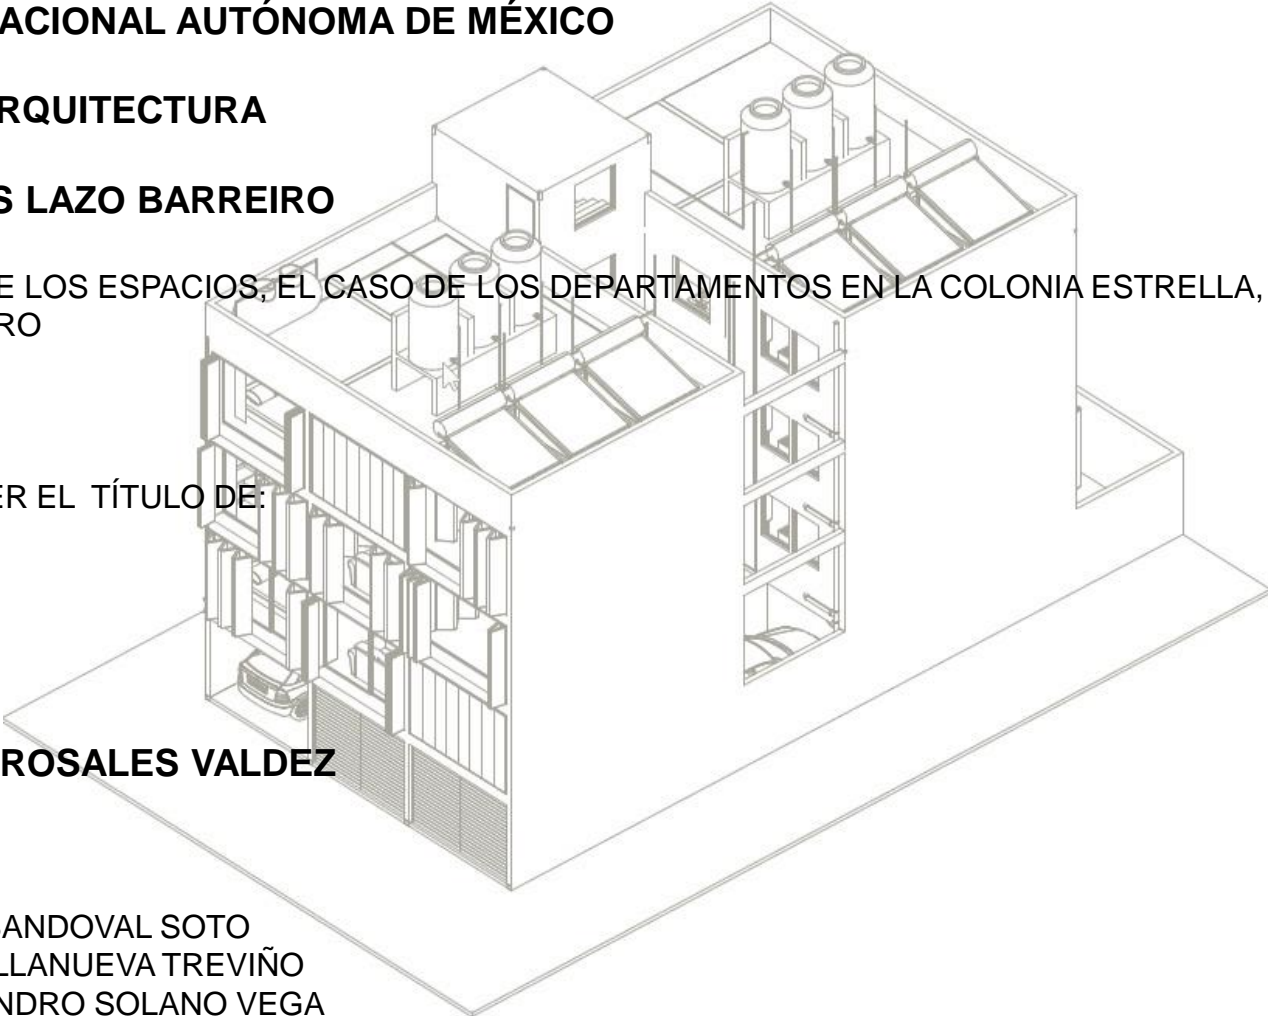 ACIONAL AUTÓNOMA DE MÉXICO
RQUITECTURA
S LAZO BARREIRO
E LOS ESPACIOS, EL CASO DE LOS DEPARTAMENTOS EN LA COLONIA ESTRELLA,
RO
ER EL TÍTULO DE:
ROSALES VALDEZ
SANDOVAL SOTO
LLANUEVA TREVIÑO
NDRO SOLANO VEGA